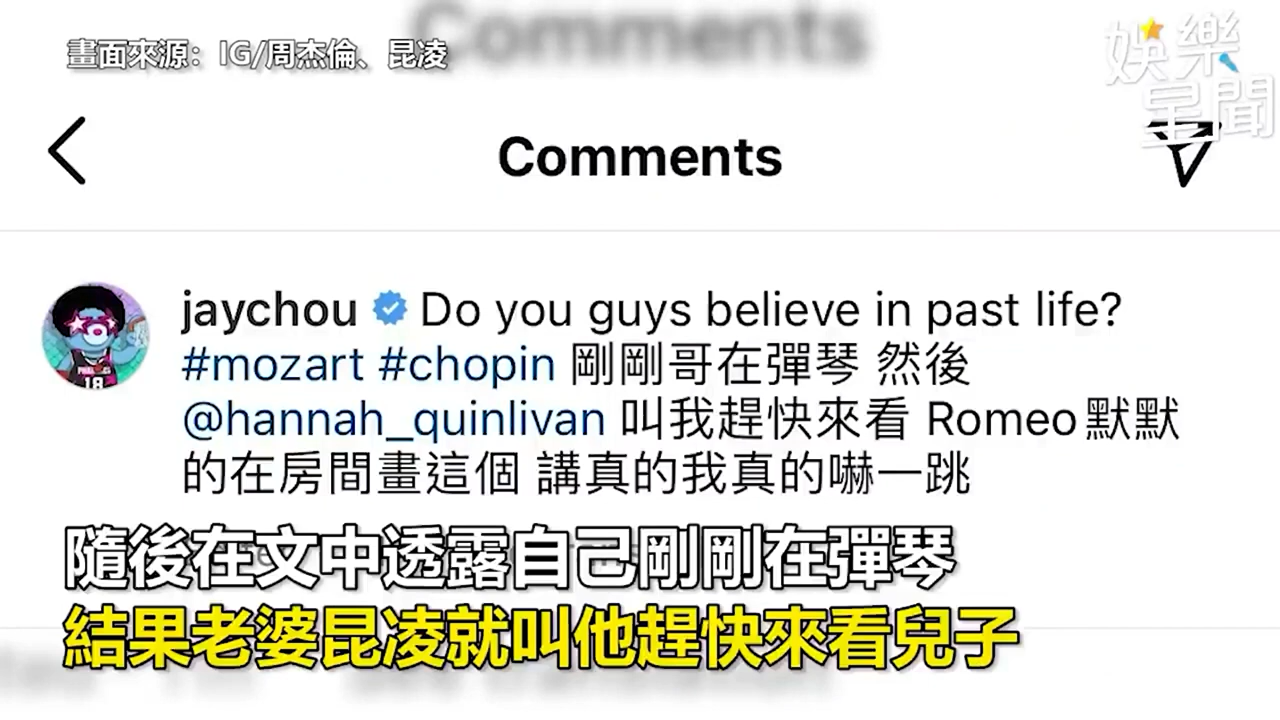 畫面來源：IG/周杰倫、昆凌
娛樂
星聞
Comments
jaychou Do you guys believe in past life?
#mozart #chopin 剛剛哥在彈琴 然後
@hannah_quinlivan 叫我趕快來看 Romeo默默
的在房間畫這個 講真的我真的嚇一跳
隨後在文中透露自己剛剛在彈琴
結果老婆昆凌就叫他趕快來看兒子